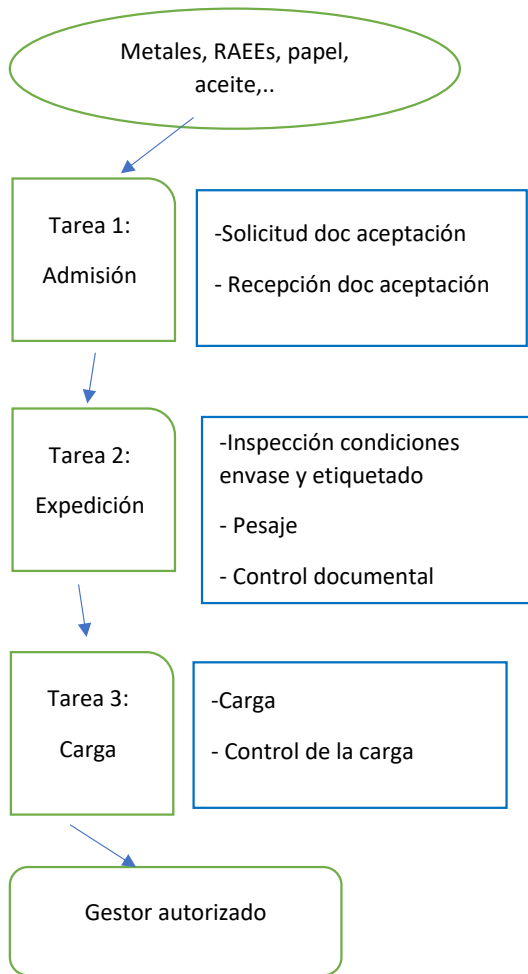 Metales, RAEEs, papel,
aceite,..
Tarea 1:
Admisión
-Solicitud doc aceptación
- Recepción doc aceptación
Tarea 2:
Expedición
-Inspección condiciones
envase y etiquetado
- Pesaje
- Control documental
Tarea 3:
Carga
-Carga
- Control de la carga
Gestor autorizado